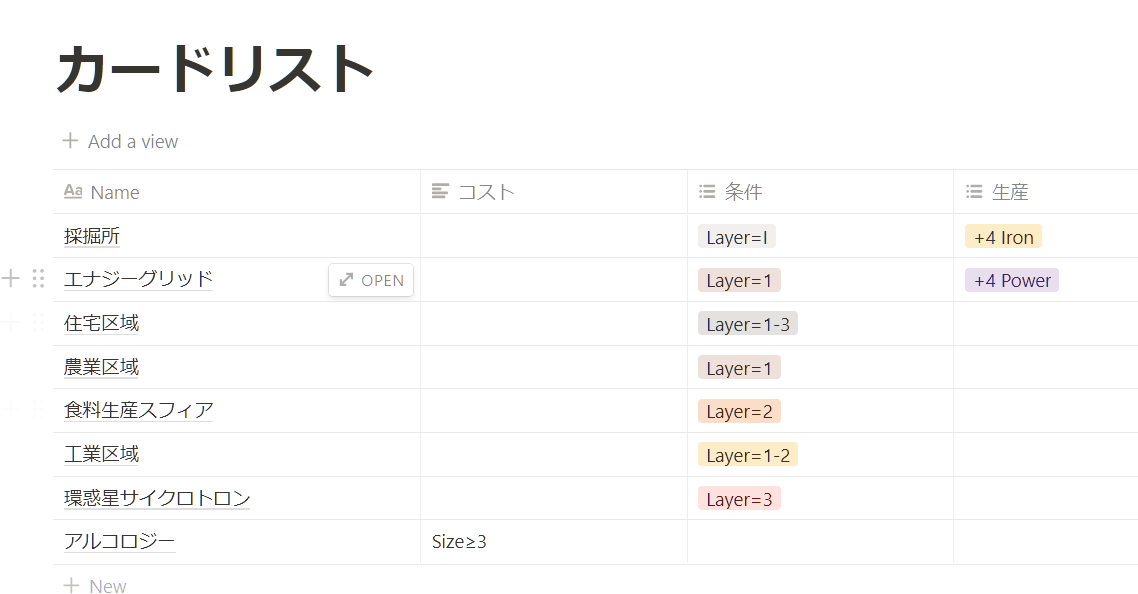 カードリスト
Add a view
Aa Name コスト 条件 生産
採掘所 Layer=I +4 Iron
エナジーグリッド OPEN Layer=1 +4 Power
住宅区域 Layer=1-3
農業区域 Layer=1
食料生産スフィア Layer=2
工業区域 Layer=1-2
環惑星サイクロトロン Layer=3
アルコロジー Size≥3
New